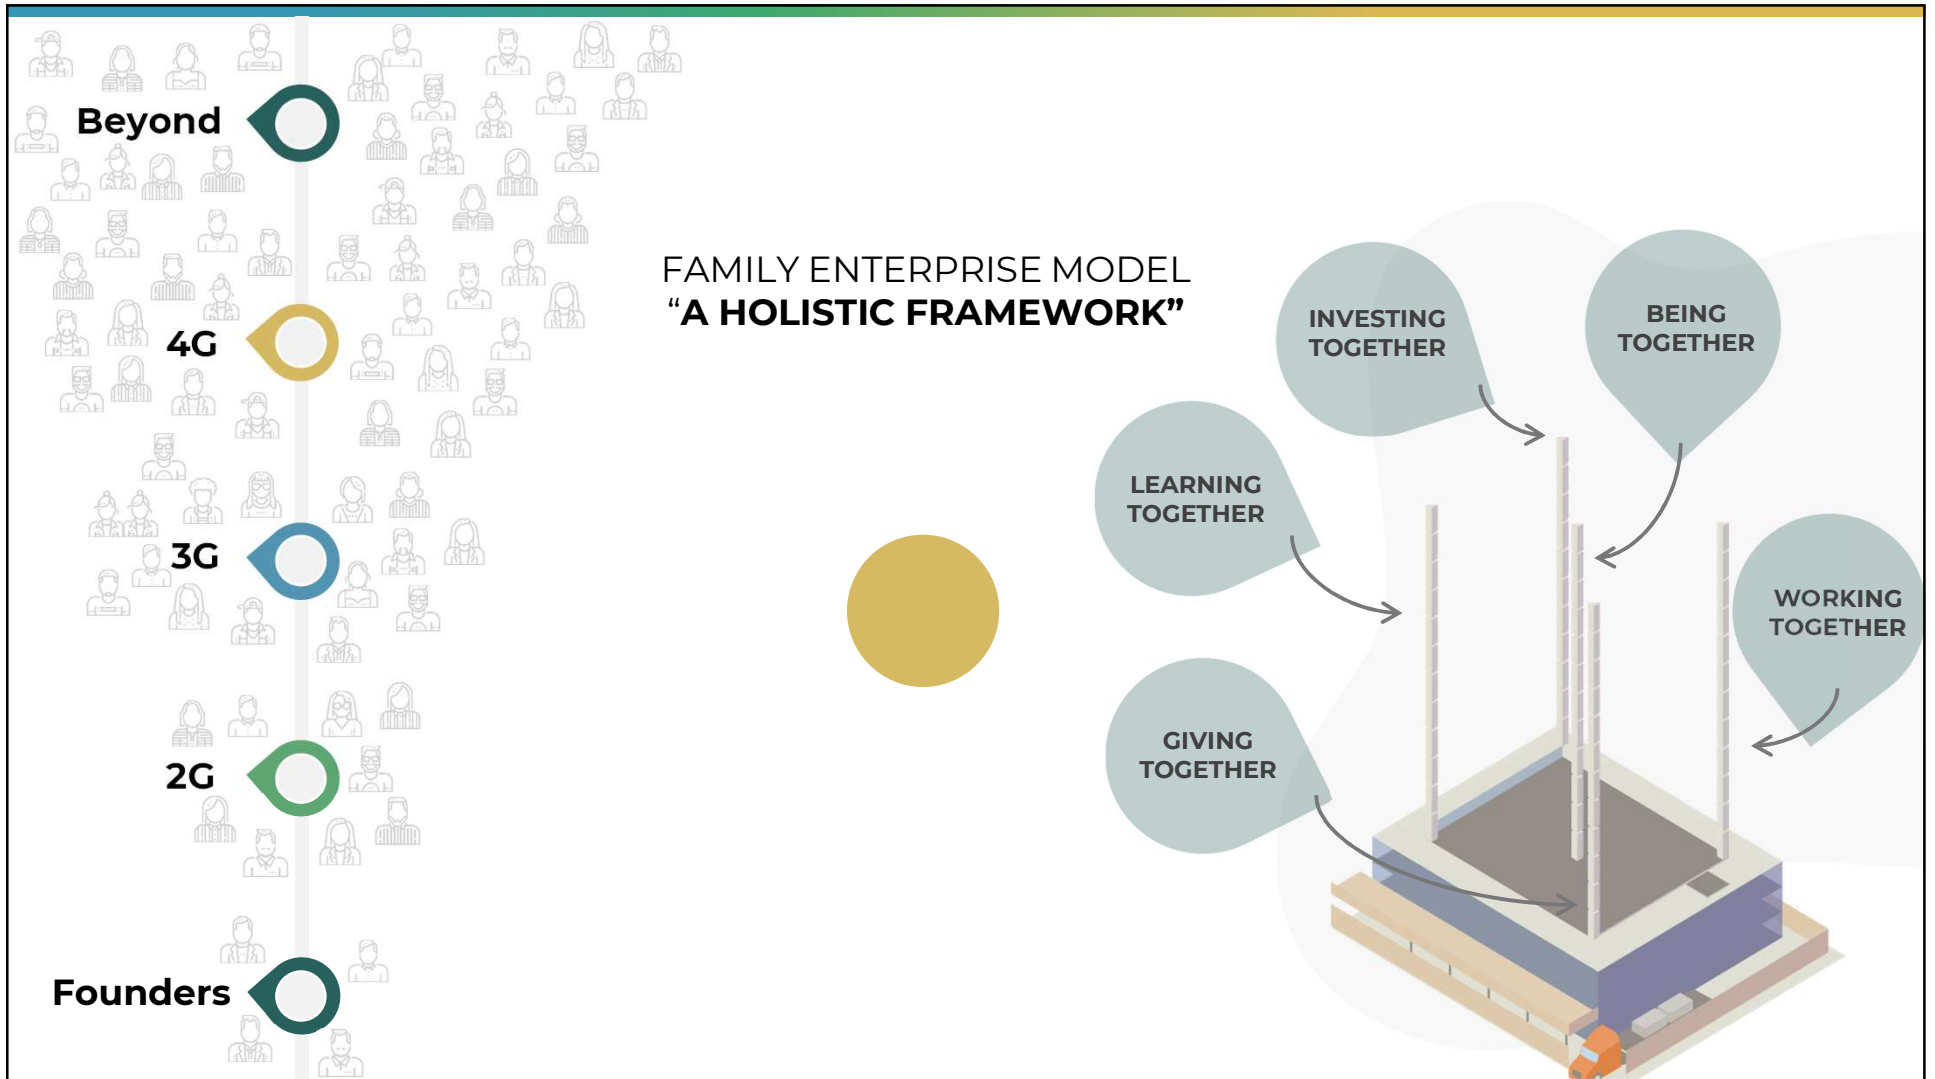 Beyond
4G
3G
2G
Founders
FAMILY ENTERPRISE MODEL
“A HOLISTIC FRAMEWORK”
INVESTING
TOGETHER
BEING
TOGETHER
LEARNING
TOGETHER
WORKING
TOGETHER
GIVING
TOGETHER